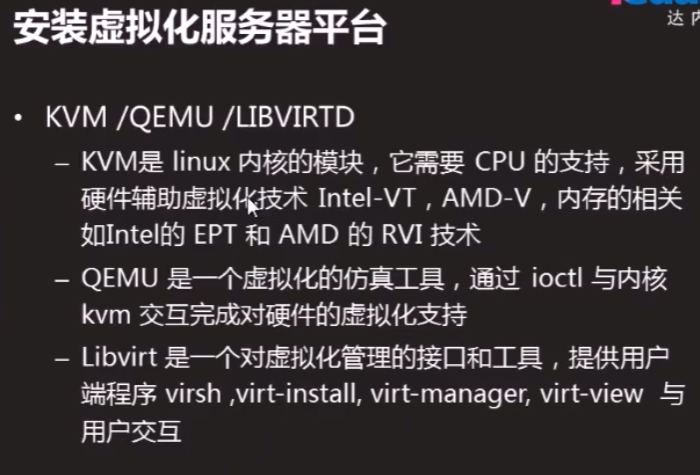 安装虚拟化服务器平台
达内
• KVM /QEMU /LIBVIRTD
– KVM是 linux 内核的模块，它需要 CPU 的支持，采用
硬件辅助虚拟化技术 Intel-VT，AMD-V，内存的相关
如Intel的 EPT 和 AMD 的 RVI 技术
– QEMU 是一个虚拟化的仿真工具，通过 ioctl 与内核
kvm 交互完成对硬件的虚拟化支持
– Libvirt 是一个对虚拟化管理的接口和工具，提供用户
端程序 virsh ,virt-install, virt-manager, virt-view 与
用户交互